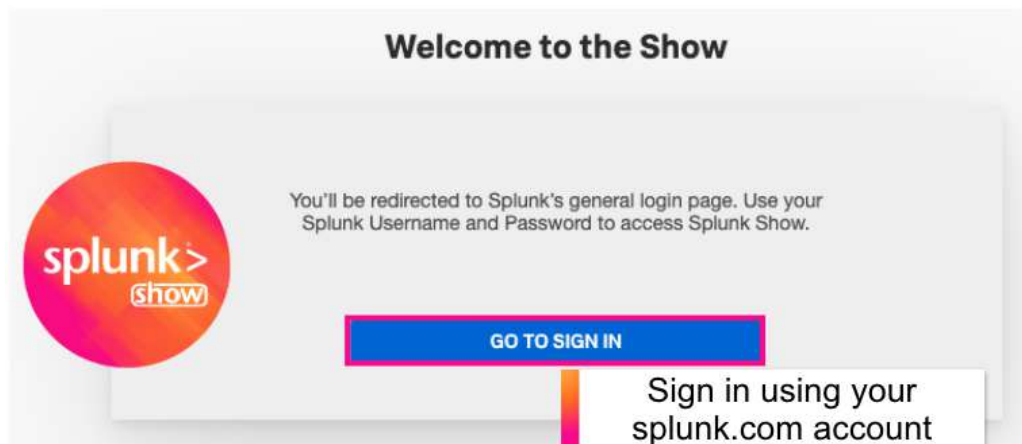 Welcome to the Show
You'll be redirected to Splunk's general login page. Use your
Splunk Username and Password to access Splunk Show.
splunk>
show
GO TO SIGN IN
Sign in using your
splunk.com account